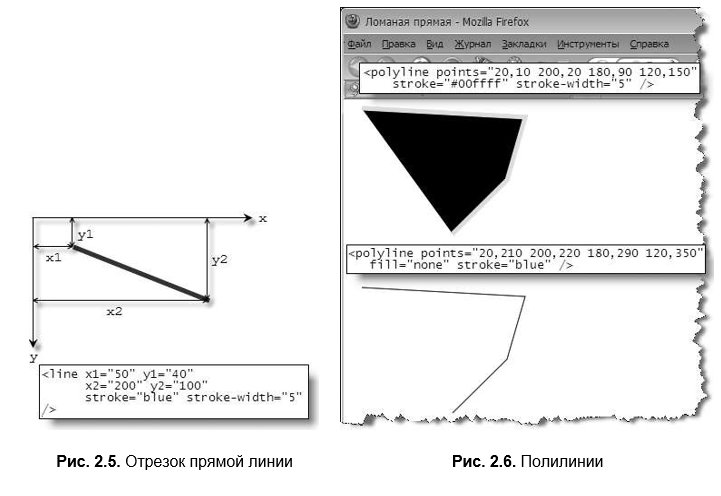 x
y1
x1
y2
x2
y
<line x1="50" y1="40"
x2="200" y2="100"
stroke="blue" stroke-width="5"
/>
Рис. 2.5. Отрезок прямой линии
Ломаная прямая - Mozilla Firefox
Файл Правка Вид Журнал Закладки Инструменты Справка
<polyline points="20,10 200,20 180,90 120,150"
stroke="#00ffff" stroke-width="5" />
<polyline points="20,210 200,220 180,290 120,350"
fill="none" stroke="blue" />
Рис. 2.6. Полилинии